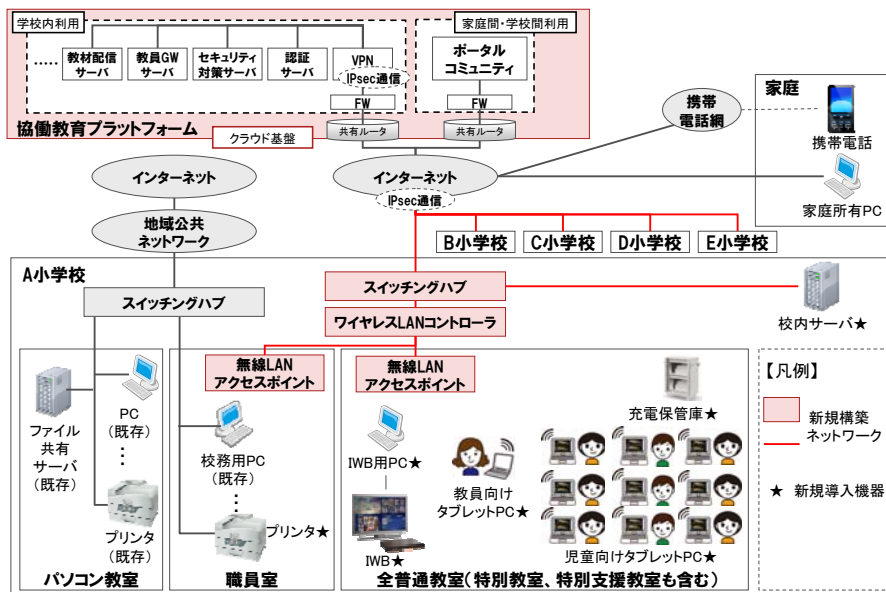 学校内利用
家庭間・学校間利用
.....
教材配信
サーバ
教員GW
サーバ
セキュリティ
対策サーバ
認証
サーバ
VPN
IPsec通信
FW
共有ルータ
ポータル
コミュニティ
FW
共有ルータ
協働教育プラットフォーム
クラウド基盤
家庭
携帯
電話網
携帯電話
家庭所有PC
インターネット
インターネット
IPsec通信
地域公共
ネットワーク
B小学校
C小学校
D小学校
E小学校
A小学校
スイッチングハブ
スイッチングハブ
ワイヤレスLANコントローラ
校内サーバ★
無線LAN
アクセスポイント
無線LAN
アクセスポイント
ファイル
共有
サーバ
(既存)
PC
(既存)
プリンタ
(既存)
パソコン教室
校務用PC
(既存)
プリンタ★
職員室
IWB用PC★
IWB★
教員向け
タブレットPC★
充電保管庫★
児童向けタブレットPC★
全普通教室(特別教室、特別支援教室も含む)
【凡例】
新規構築
ネットワーク
★ 新規導入機器